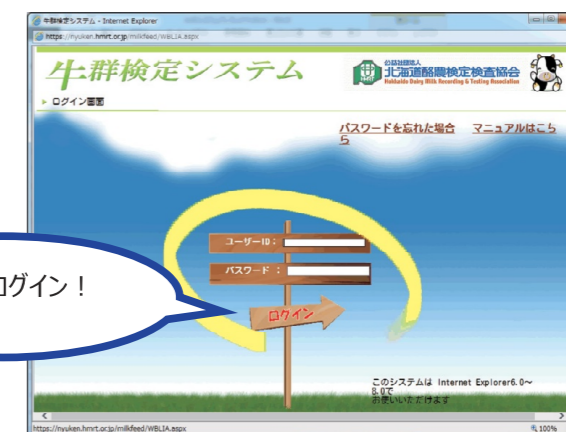 牛群検定システム - Internet Explorer
https://nyuken.hmrt.or.jp/milkfeed/WBLIA.aspx
牛群検定システム
公益社団法人
北海道酪農検定検査協会
Hokkaido Dairy Milk Recording & Testing Association
ログイン画面
パスワードを忘れた場合 マニュアルはこち
ら
ユーザーID：
パスワード ：
ログイン！
ログイン
このシステムは Internet Explorer6.0～
8.0で
お使いいただけます
https://nyuken.hmrt.or.jp/milkfeed/WBLIA.aspx
100%